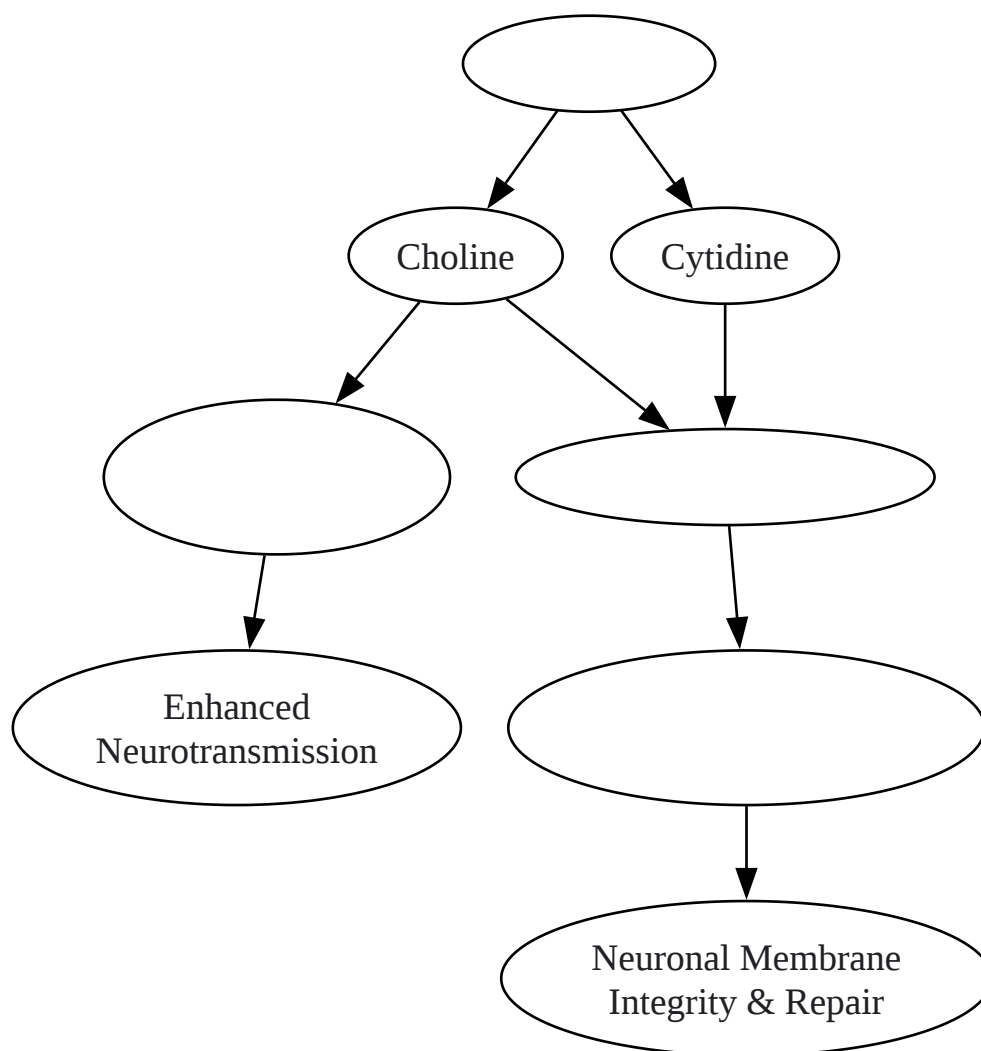 Choline
Cytidine
Enhanced
Neurotransmission
Neuronal Membrane
Integrity & Repair